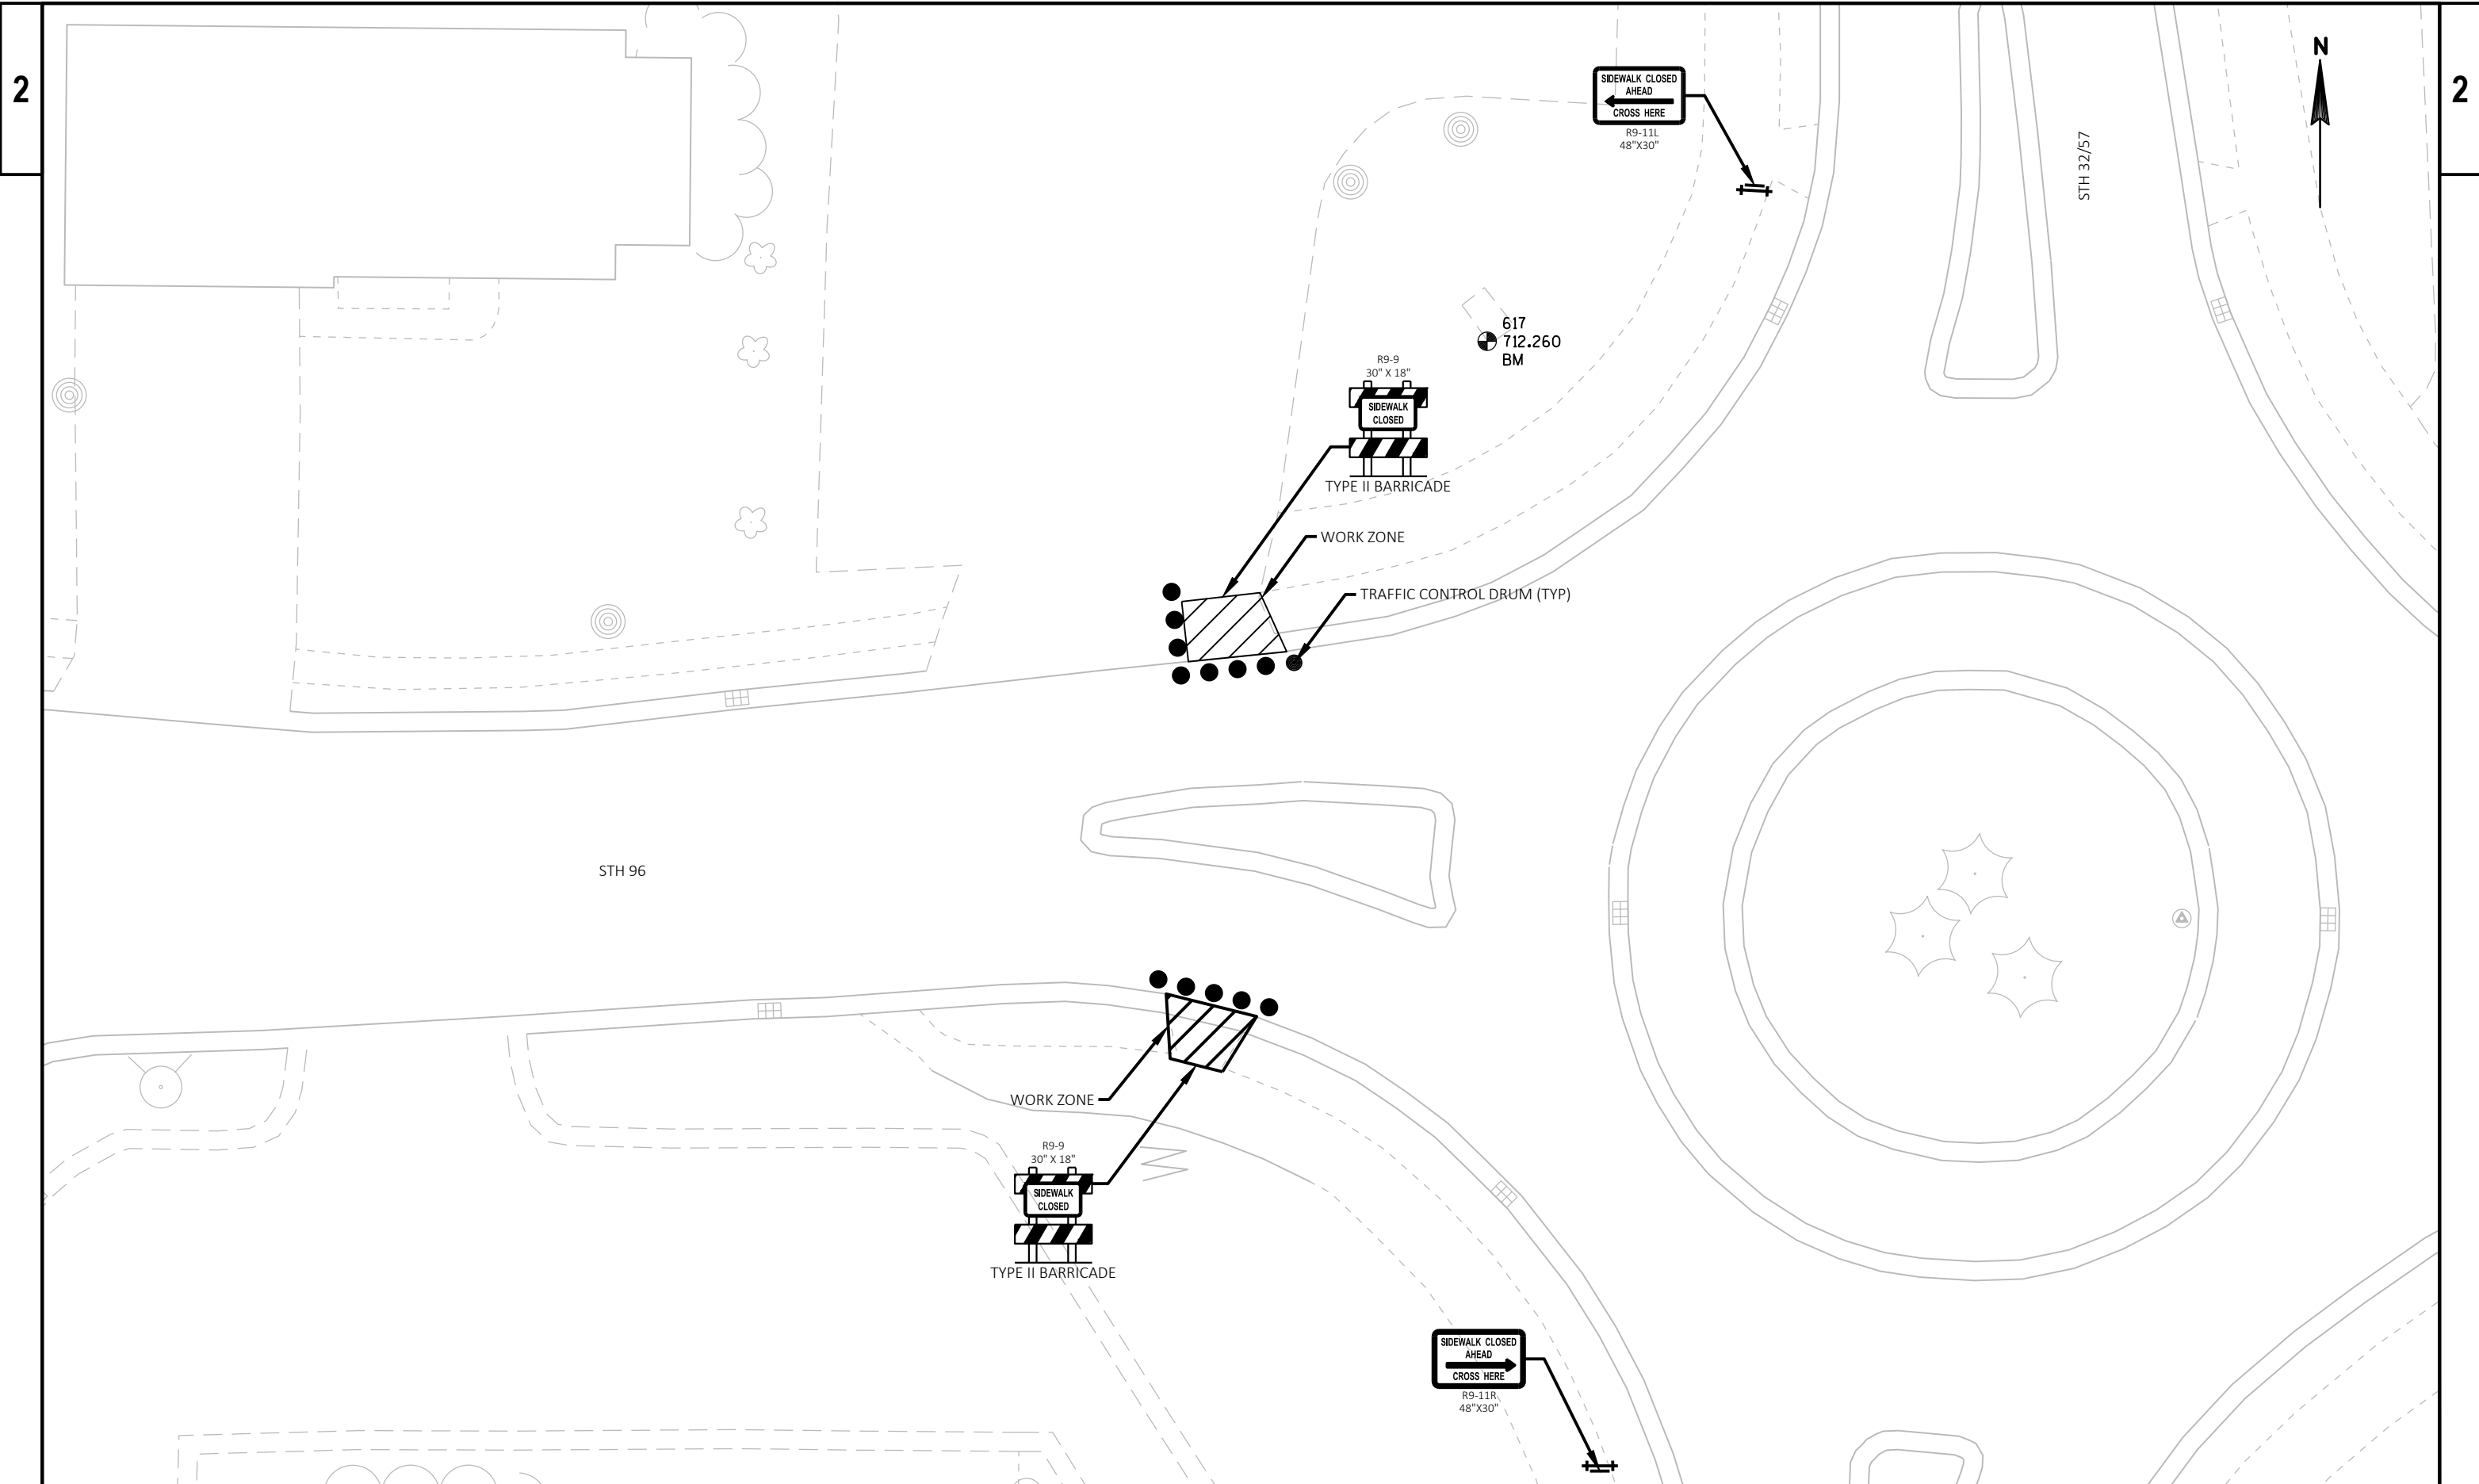 2
2
N
SIDEWALK CLOSED
AHEAD
CROSS HERE
R9-11L
48"X30"
STH 32/57
617
712.260
BM
R9-9
30" X 18"
SIDEWALK
CLOSED
TYPE II BARRICADE
WORK ZONE
TRAFFIC CONTROL DRUM (TYP)
STH 96
WORK ZONE
R9-9
30" X 18"
SIDEWALK
CLOSED
TYPE II BARRICADE
SIDEWALK CLOSED
AHEAD
CROSS HERE
R9-11R
48"X30"